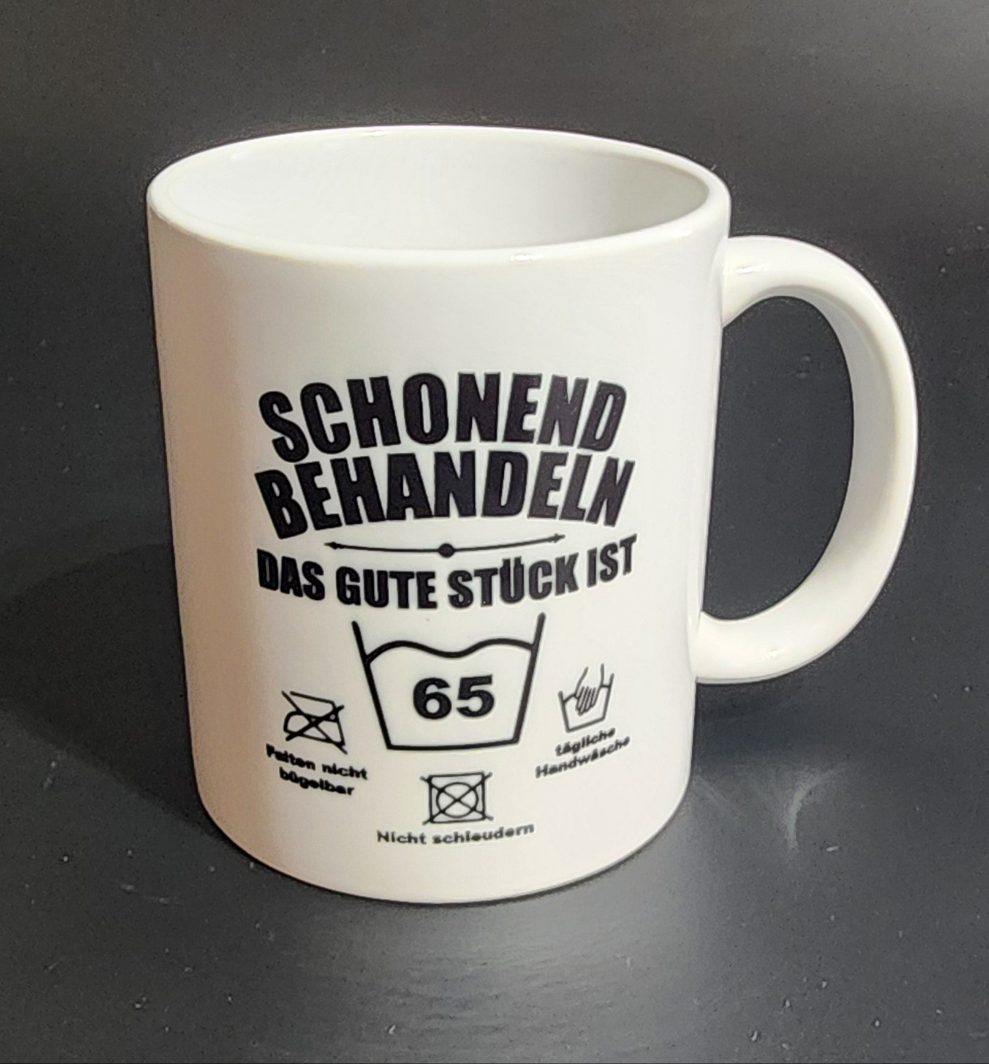 SCHONEND
BEHANDELN
DAS GUTE STÜCK IST
65
Falten nicht
bügelbar
tägliche
Handwäsche
Nicht schleudern